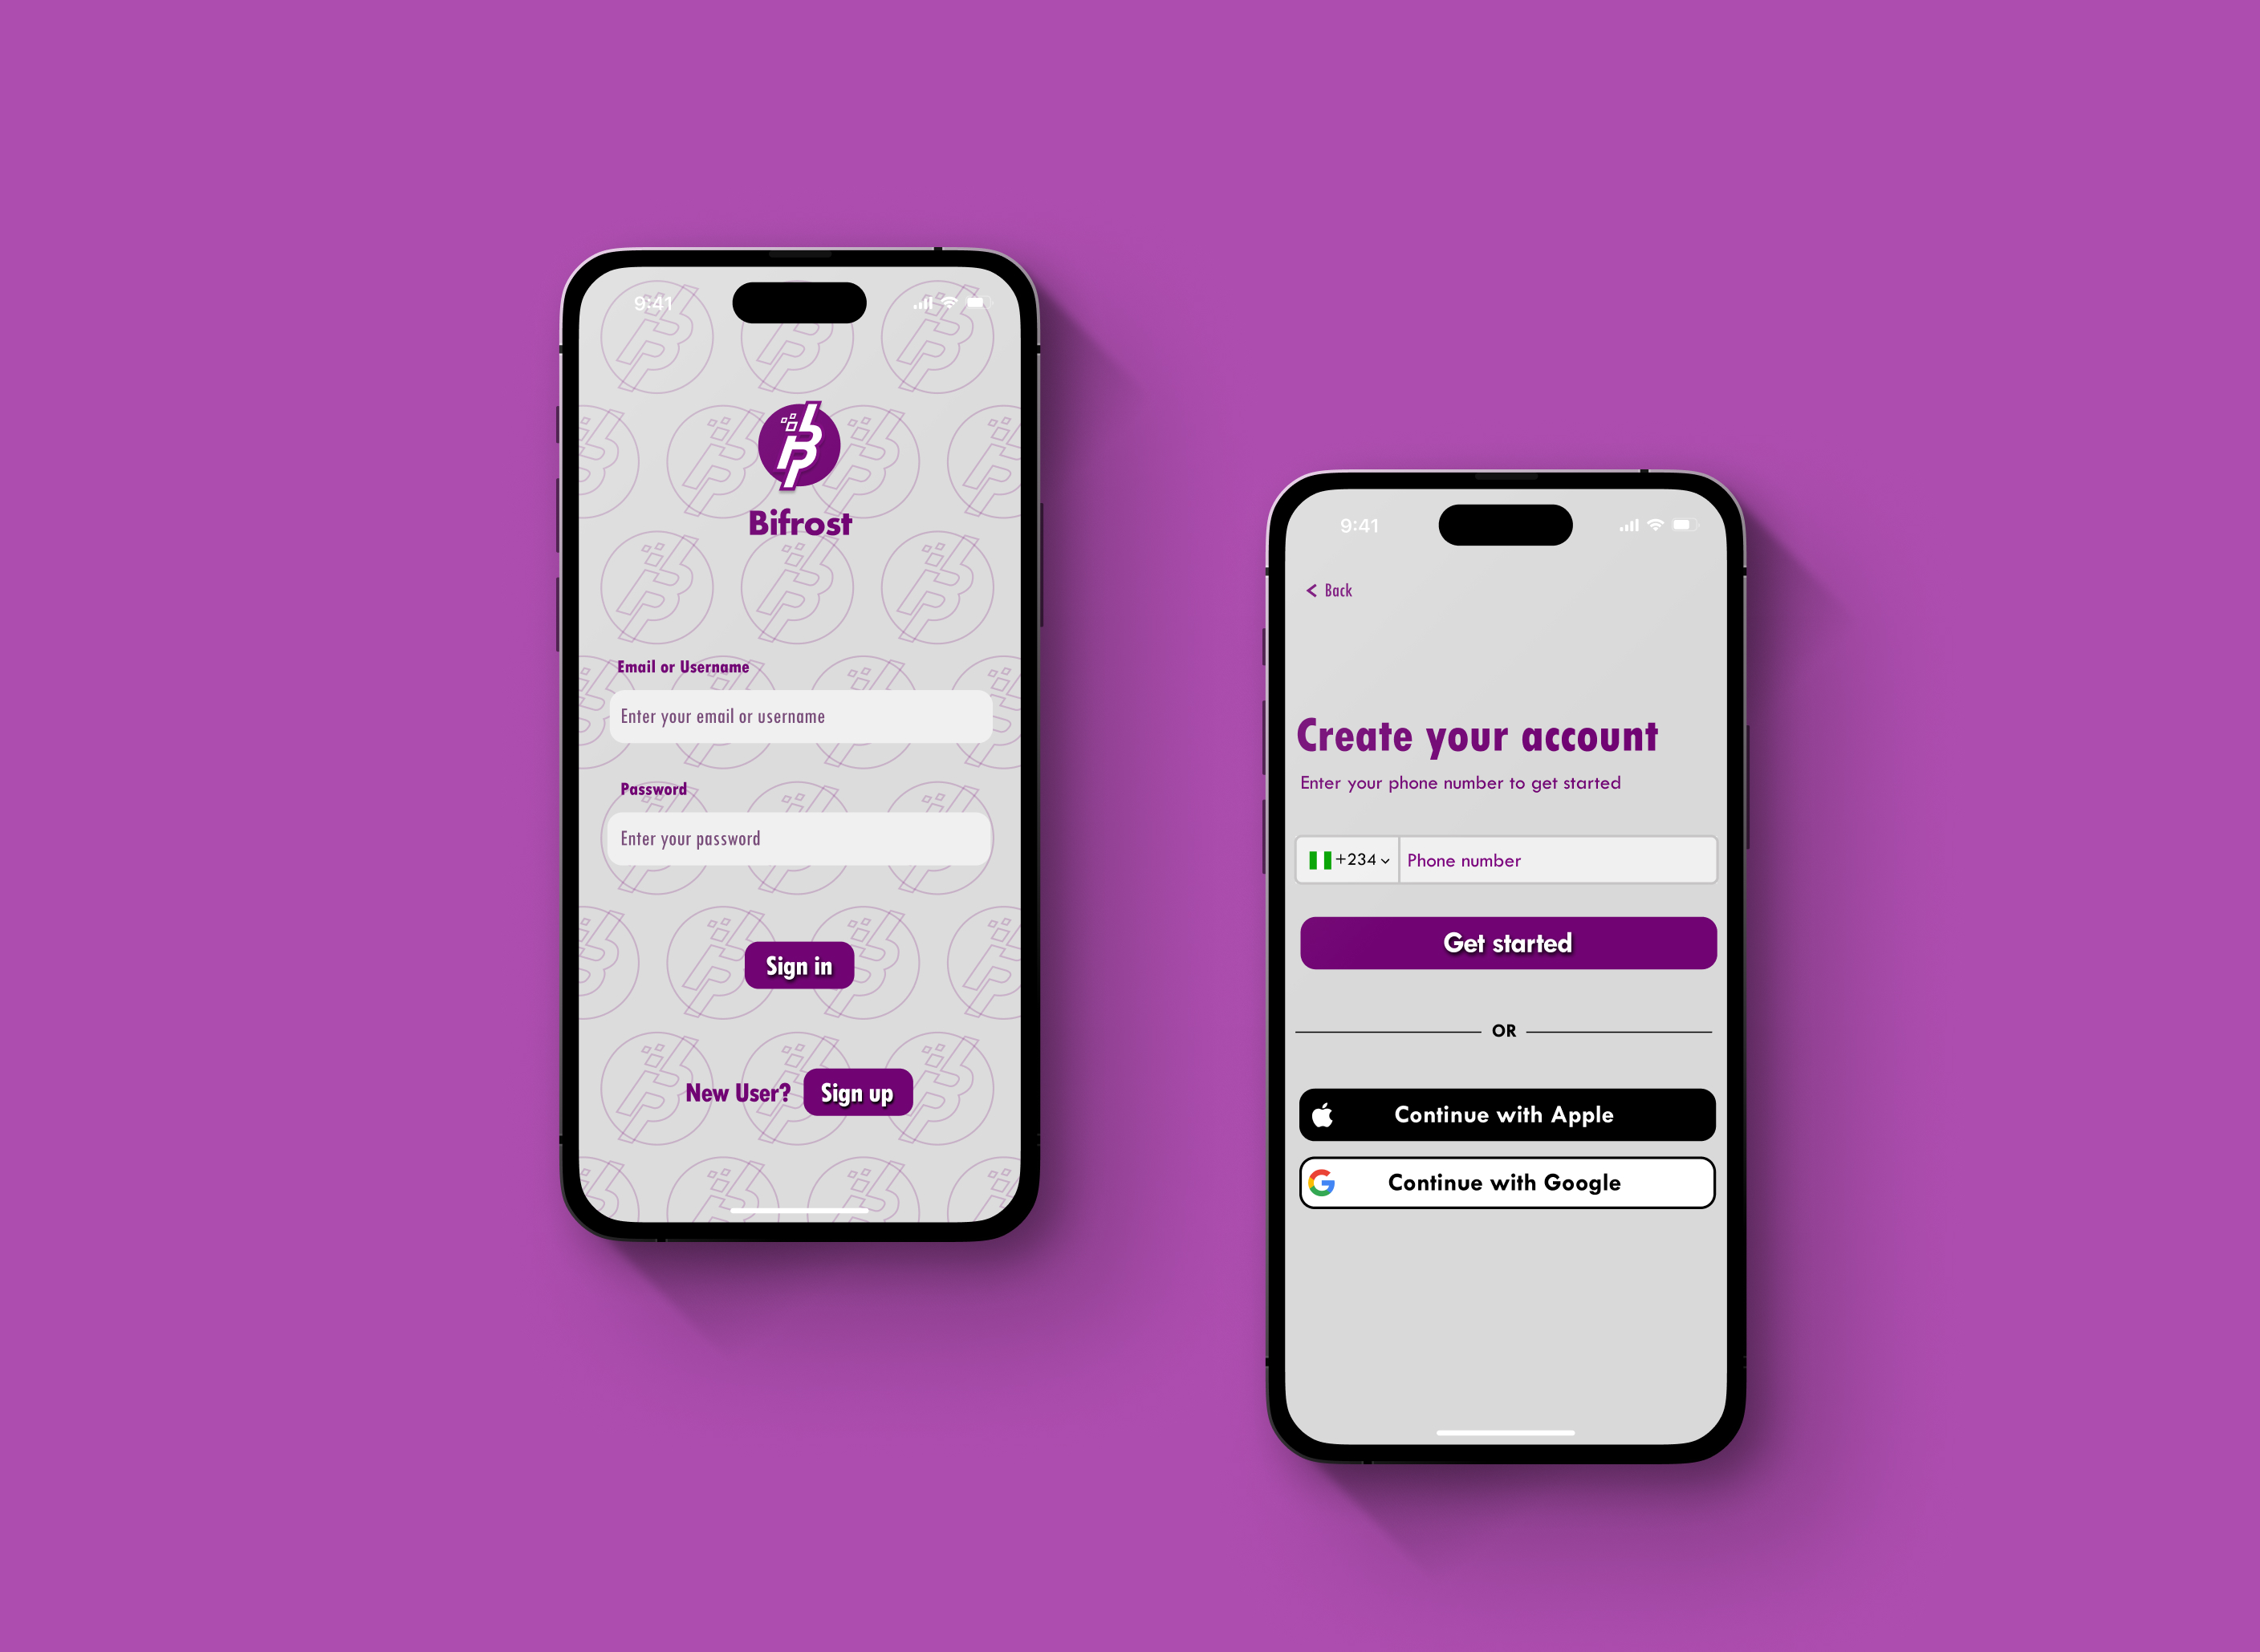 9:41
Bifrost
Email or Username
Enter your email or username
Password
Enter your password
Sign in
New User? Sign up
9:41
< Back
Create your account
Enter your phone number to get started
+234 Phone number
Get started
OR
Continue with Apple
Continue with Google